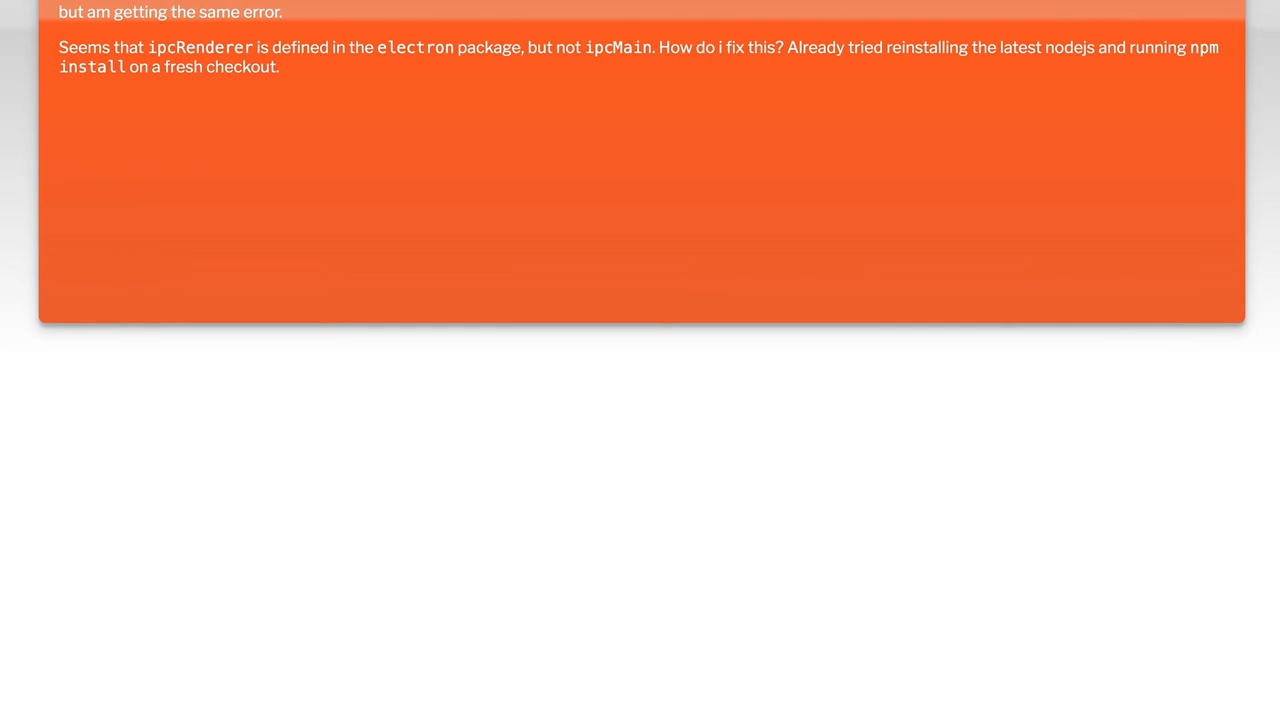 but am getting the same error.
Seems that ipcRenderer is defined in the electron package, but not ipcMain. How do i fix this? Already tried reinstalling the latest nodejs and running npm
install on a fresh checkout.